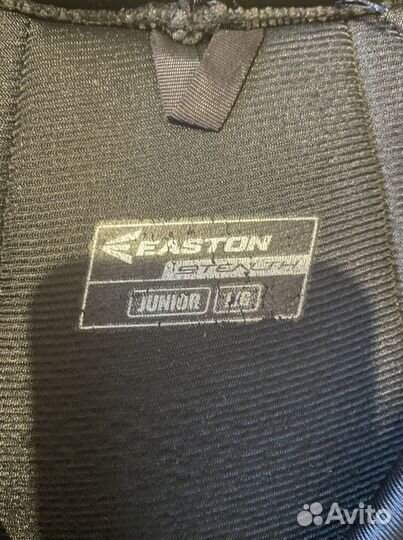 EASTON
STEALTH
JUNIOR L/G
Avito